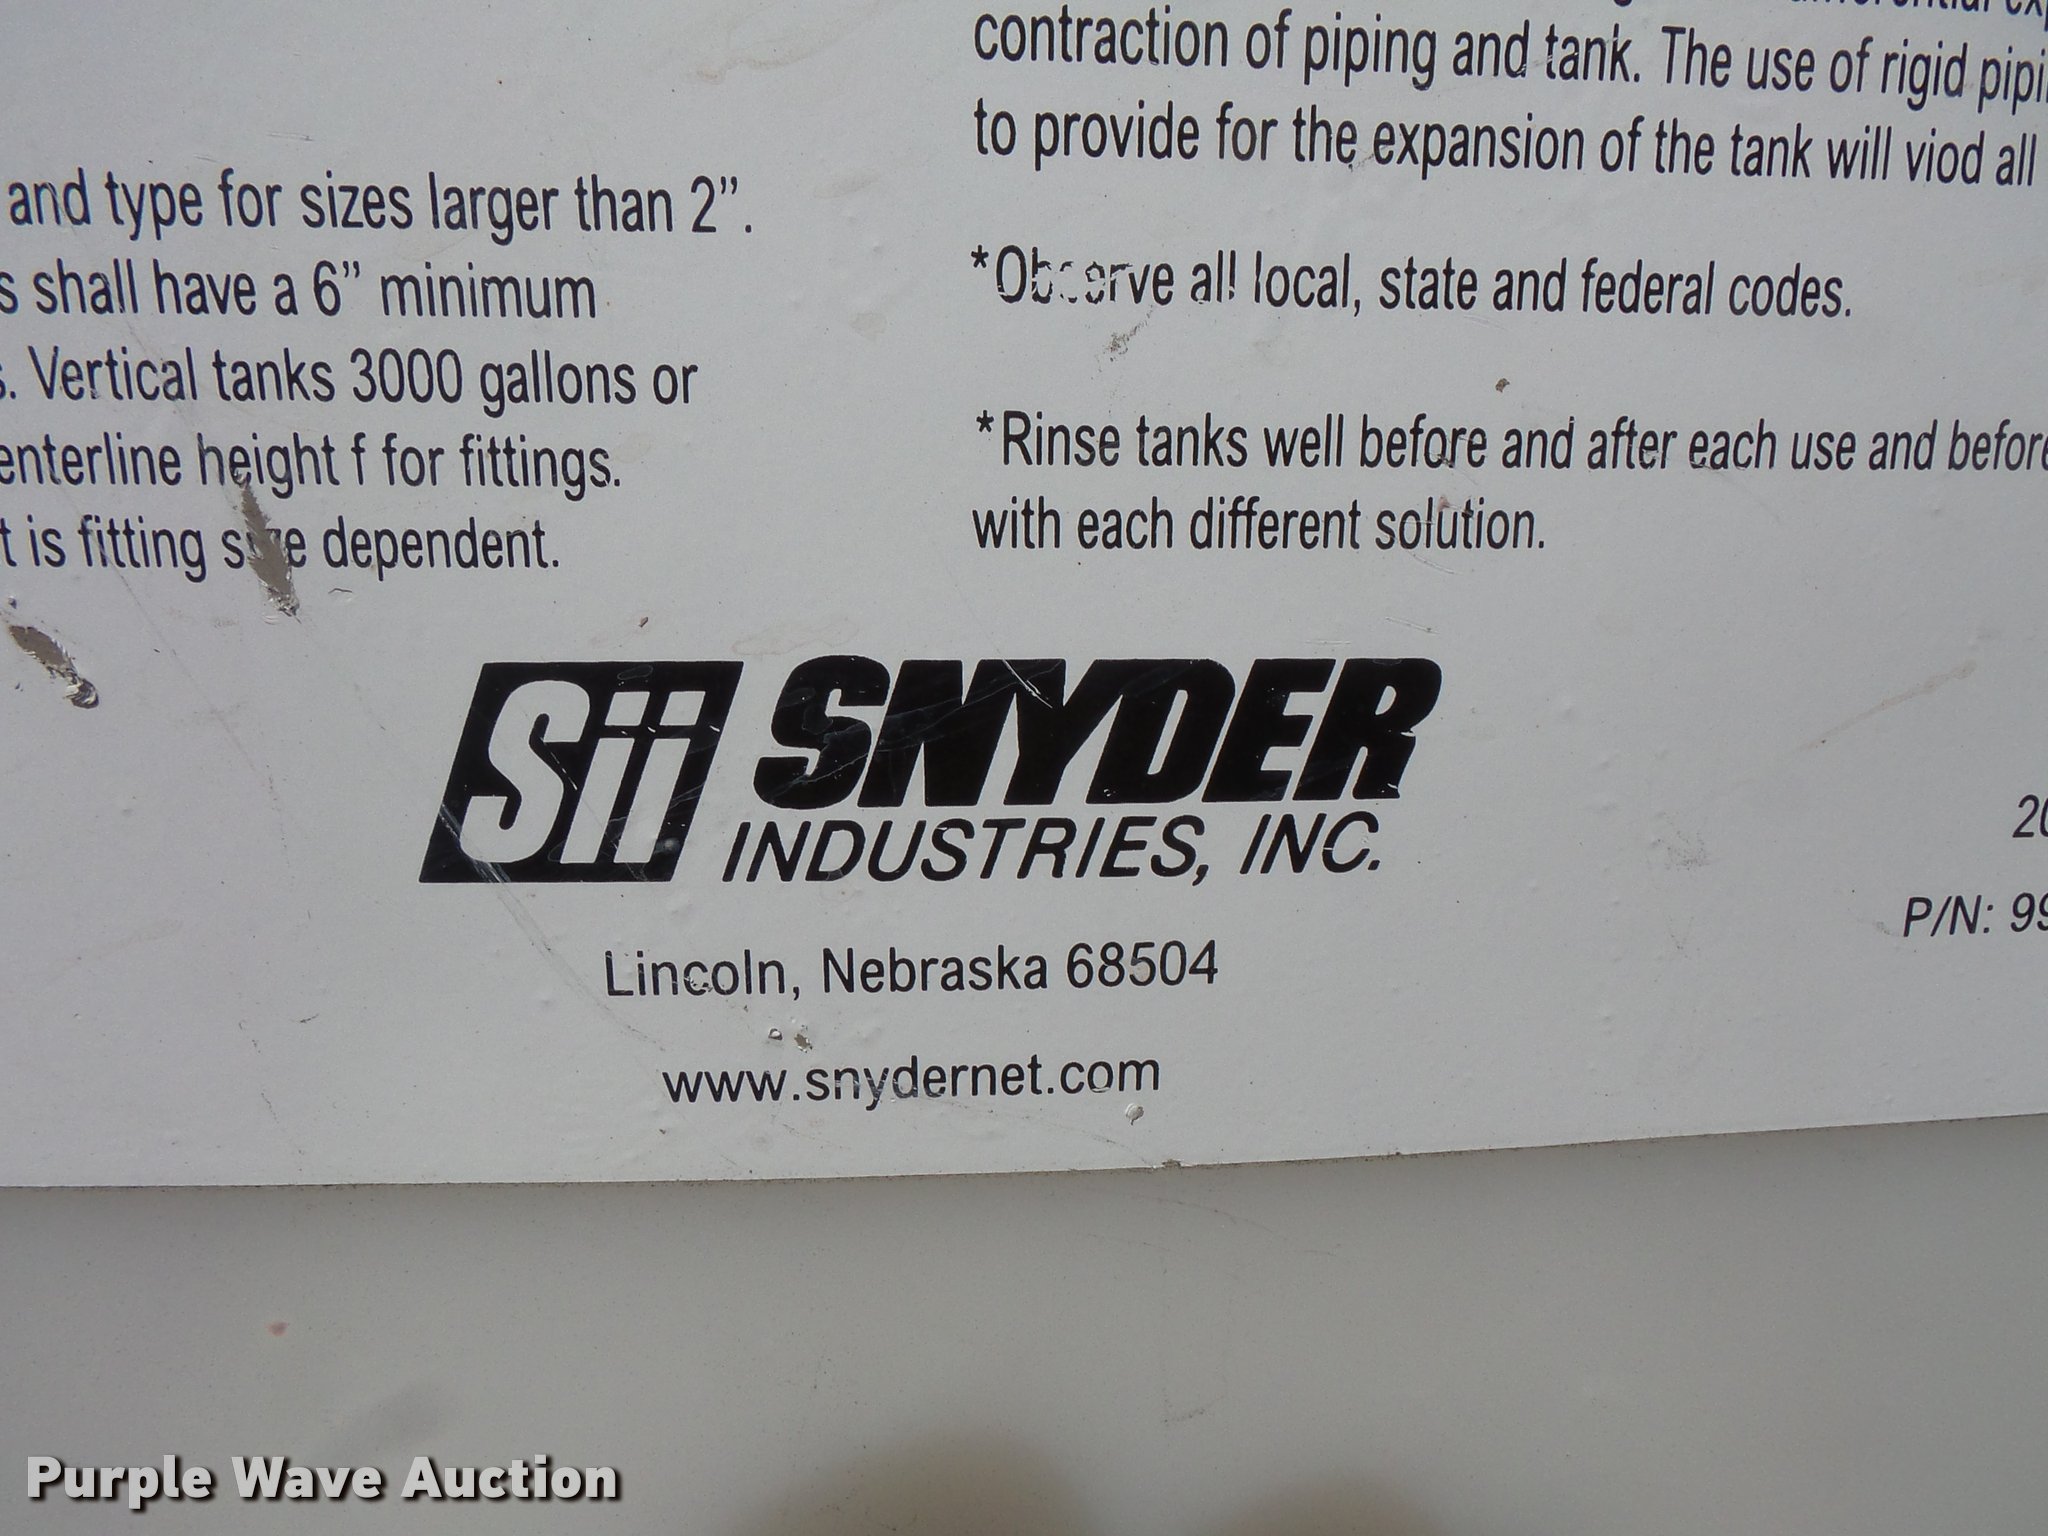 and type for sizes larger than 2”.
s shall have a 6” minimum
s. Vertical tanks 3000 gallons or
enterline height f for fittings.
t is fitting size dependent.
contraction of piping and tank. The use of rigid pipi
to provide for the expansion of the tank will viod all
*Observe all local, state and federal codes.
*Rinse tanks well before and after each use and before
with each different solution.
Sii SNYDER
INDUSTRIES, INC.
20
P/N: 99
Lincoln, Nebraska 68504
www.snydernet.com
Purple Wave Auction